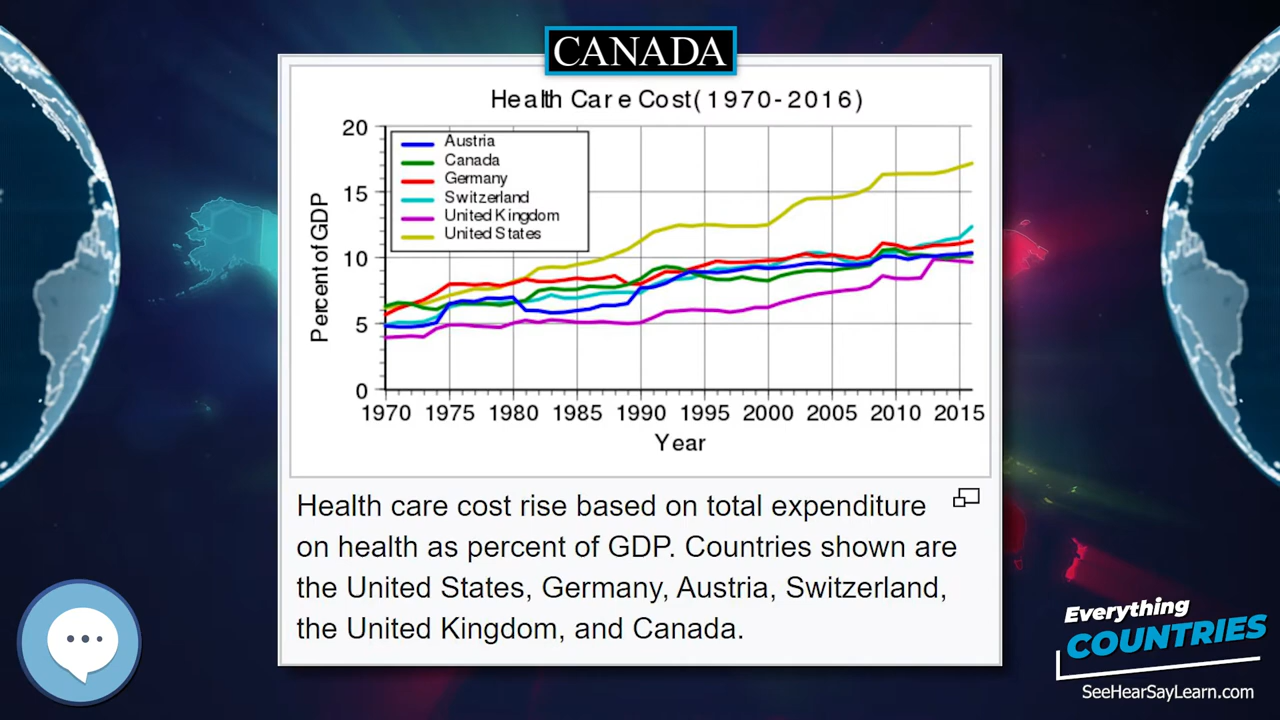 CANADA
Health Care Cost(1970-2016)
20
15
10
5
0
Percent of GDP
Austria
Canada
Germany
Switzerland
United Kingdom
United States
1970 1975 1980 1985 1990 1995 2000 2005 2010 2015
Year
Health care cost rise based on total expenditure
on health as percent of GDP. Countries shown are
the United States, Germany, Austria, Switzerland,
the United Kingdom, and Canada.
Everything
COUNTRIES
SeeHearSayLearn.com